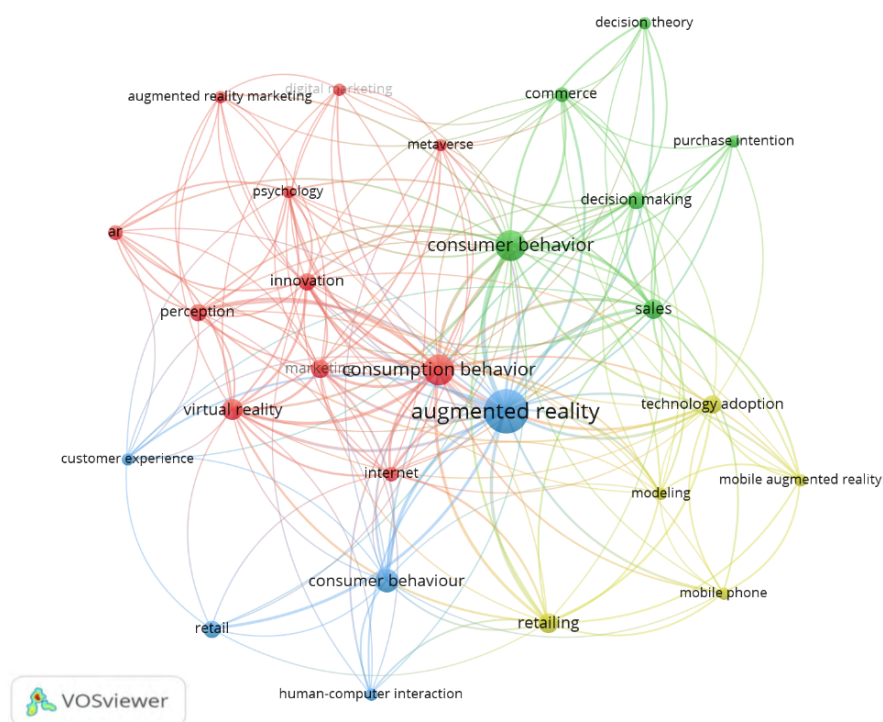 decision theory
digital marketing
augmented reality marketing
commerce
metaverse
purchase intention
psychology
decision making
ar
consumer behavior
innovation
perception
sales
marketing
consumption behavior
virtual reality
augmented reality
technology adoption
customer experience
internet
mobile augmented reality
modeling
consumer behaviour
mobile phone
retail
retailing
human-computer interaction
VOSviewer